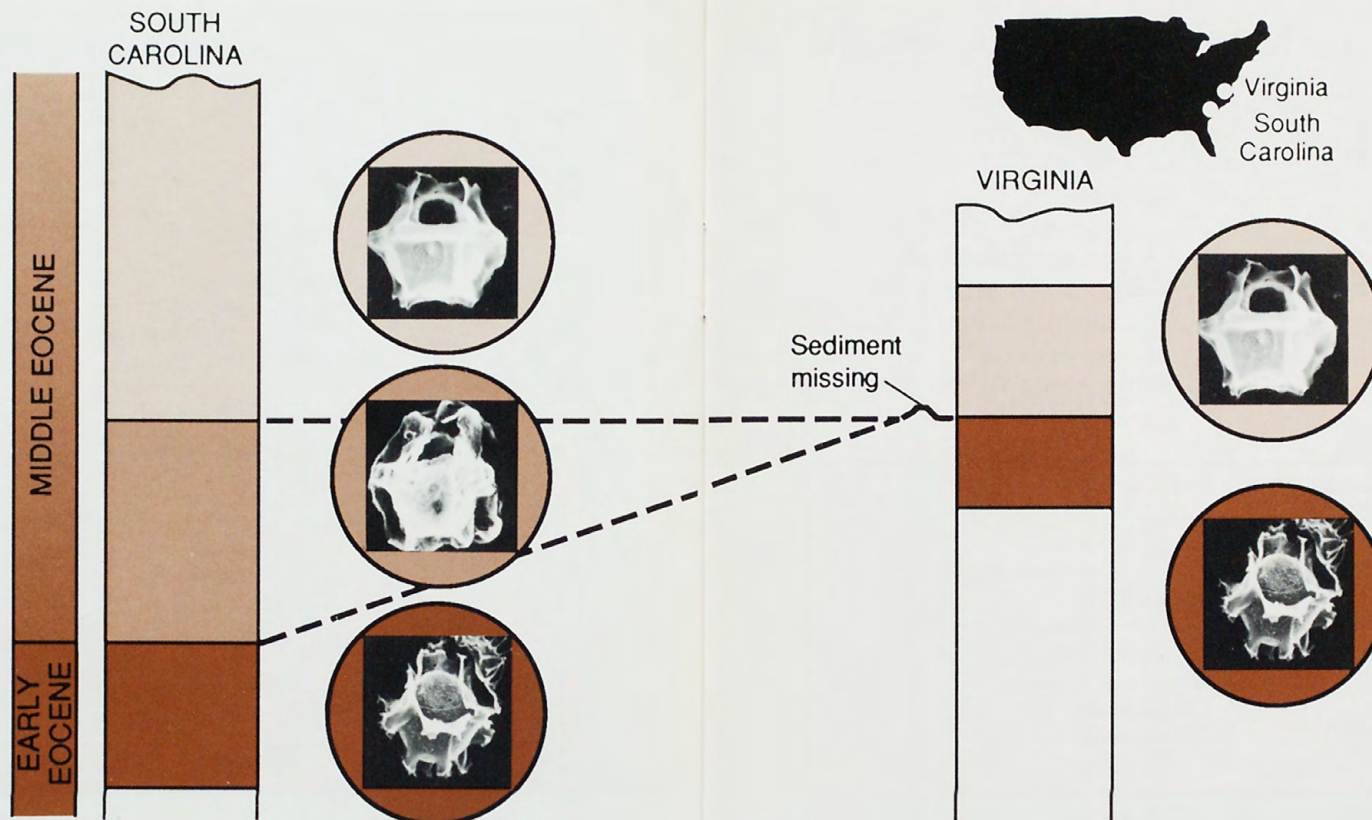 SOUTH
CAROLINA
MIDDLE EOCENE
EARLY
EOCENE
Sediment
missing
VIRGINIA
Virginia
South
Carolina